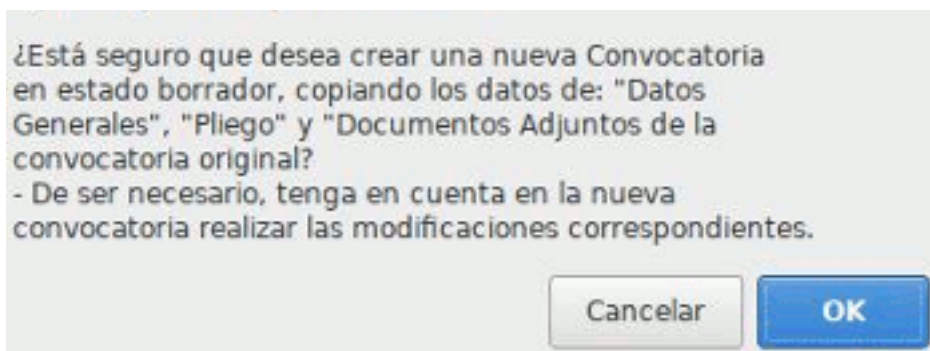 ¿Está seguro que desea crear una nueva Convocatoria
en estado borrador, copiando los datos de: "Datos
Generales", "Pliego" y "Documentos Adjuntos de la
convocatoria original?
- De ser necesario, tenga en cuenta en la nueva
convocatoria realizar las modificaciones correspondientes.
Cancelar
OK